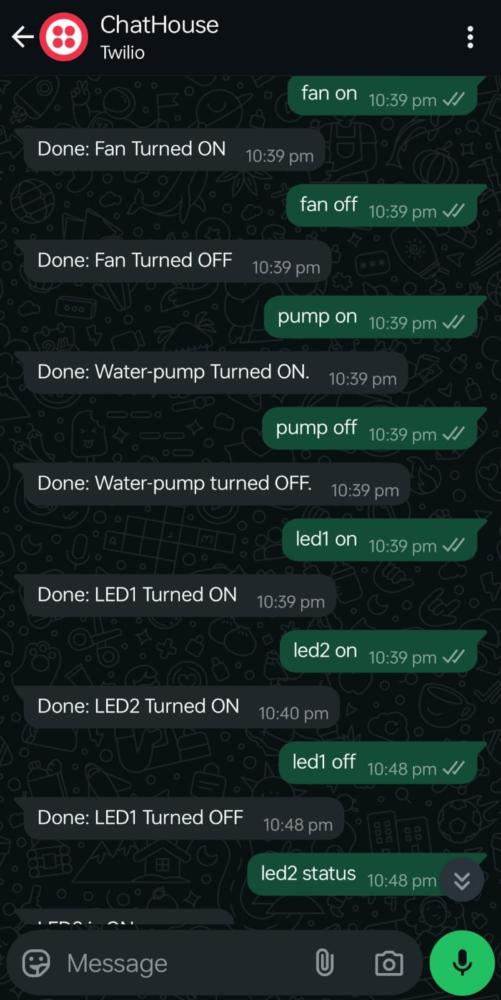 ChatHouse
Twilio
fan on 10:39 pm
Done: Fan Turned ON 10:39 pm
fan off 10:39 pm
Done: Fan Turned OFF 10:39 pm
pump on 10:39 pm
Done: Water-pump Turned ON. 10:39 pm
pump off 10:39 pm
Done: Water-pump turned OFF. 10:39 pm
led1 on 10:39 pm
Done: LED1 Turned ON 10:39 pm
led2 on 10:39 pm
Done: LED2 Turned ON 10:40 pm
led1 off 10:48 pm
Done: LED1 Turned OFF 10:48 pm
led2 status 10:48 pm
Message